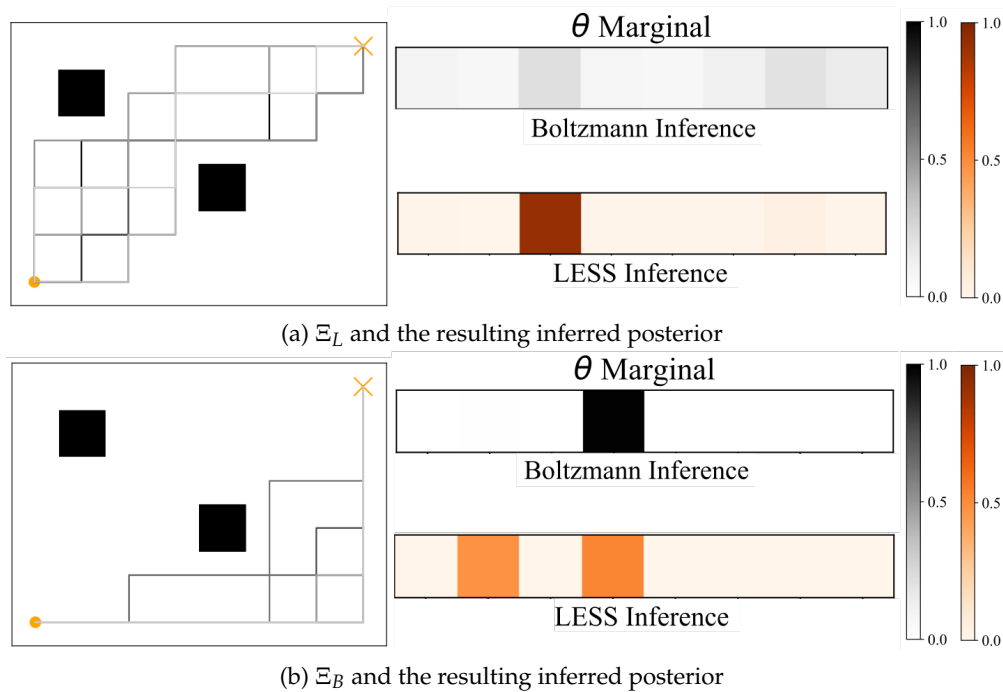 θ Marginal
Boltzmann Inference
LESS Inference
1.0
0.5
0.0
1.0
0.5
0.0
(a) Ξ_L and the resulting inferred posterior
θ Marginal
Boltzmann Inference
LESS Inference
1.0
0.5
0.0
1.0
0.5
0.0
(b) Ξ_B and the resulting inferred posterior